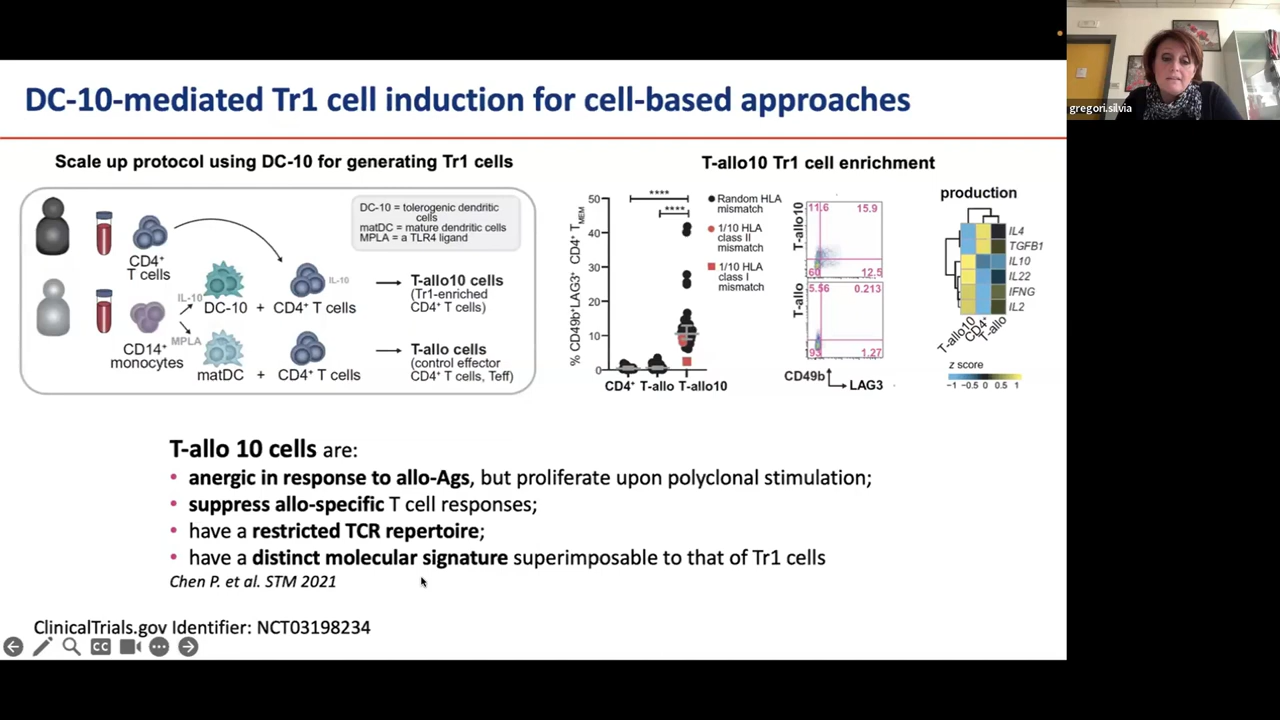 DC-10-mediated Tr1 cell induction for cell-based approaches
gregori.silvia
Scale up protocol using DC-10 for generating Tr1 cells
DC-10 = tolerogenic dendritic
cells
matDC = mature dendritic cells
MPLA = a TLR4 ligand
CD4+
T cells
IL-10
DC-10 + CD4+ T cells
IL-10
T-allo10 cells
(Tr1-enriched
CD4+ T cells)
CD14+
monocytes
MPLA
matDC + CD4+ T cells
T-allo cells
(control effector
CD4+ T cells, Teff)
T-allo10 Tr1 cell enrichment
% CD49b+LAG3+ CD4+ TMEM
50
40
30
20
10
0
****
****
CD4+ T-allo T-allo10
Random HLA
mismatch
1/10 HLA
class II
mismatch
1/10 HLA
class I
mismatch
T-allo10
11.6 15.9
60 12.5
T-allo
5.56 0.213
93 1.27
CD49b
LAG3
production
IL4
TGFB1
IL10
IL22
IFNG
IL2
T-allo10
CD4+
T-allo
z score
−1 −0.5 0 0.5 1
T-allo 10 cells are:
• anergic in response to allo-Ags, but proliferate upon polyclonal stimulation;
• suppress allo-specific T cell responses;
• have a restricted TCR repertoire;
• have a distinct molecular signature superimposable to that of Tr1 cells
Chen P. et al. STM 2021
ClinicalTrials.gov Identifier: NCT03198234
CC